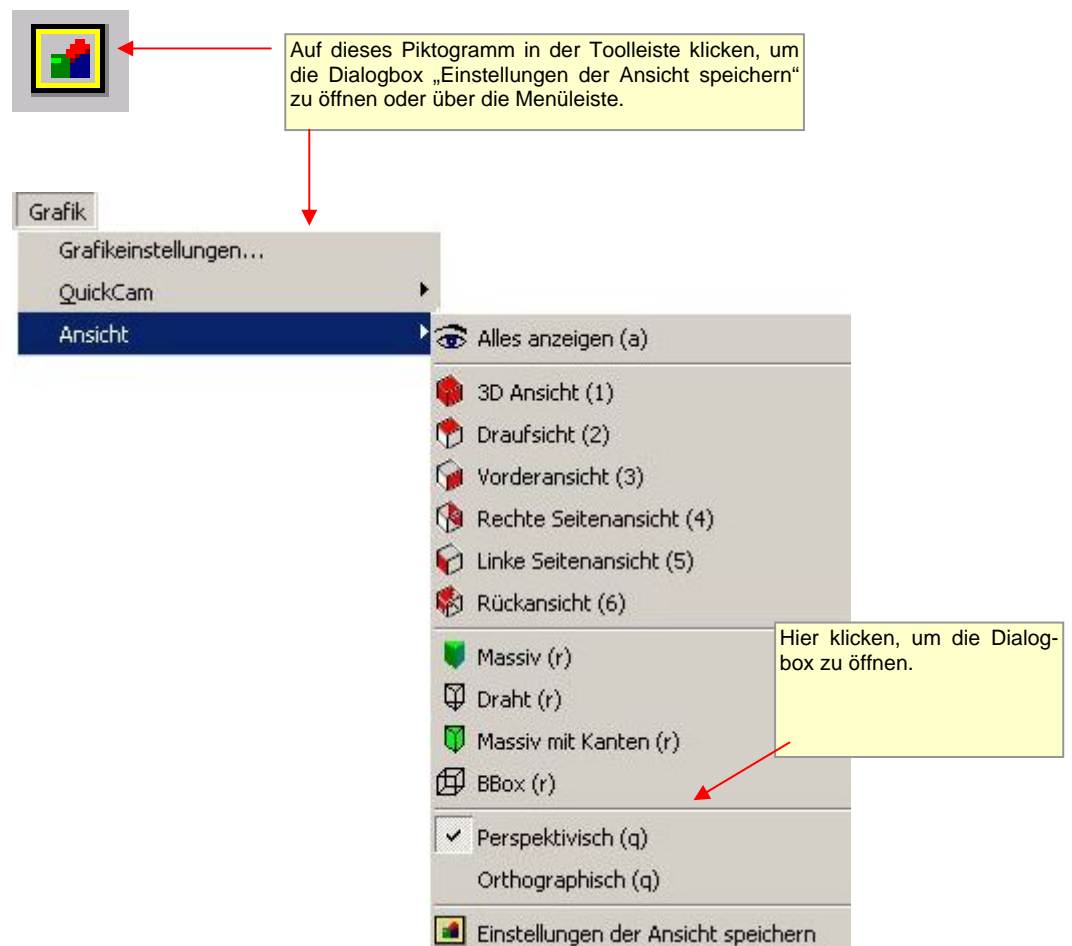 Auf dieses Piktogramm in der Toolleiste klicken, um
die Dialogbox „Einstellungen der Ansicht speichern“
zu öffnen oder über die Menüleiste.
Grafik
Grafikeinstellungen...
QuickCam
Ansicht
Alles anzeigen (a)
3D Ansicht (1)
Draufsicht (2)
Vorderansicht (3)
Rechte Seitenansicht (4)
Linke Seitenansicht (5)
Rückansicht (6)
Hier klicken, um die Dialog-
box zu öffnen.
Massiv (r)
Draht (r)
Massiv mit Kanten (r)
BBox (r)
Perspektivisch (q)
Orthographisch (q)
Einstellungen der Ansicht speichern